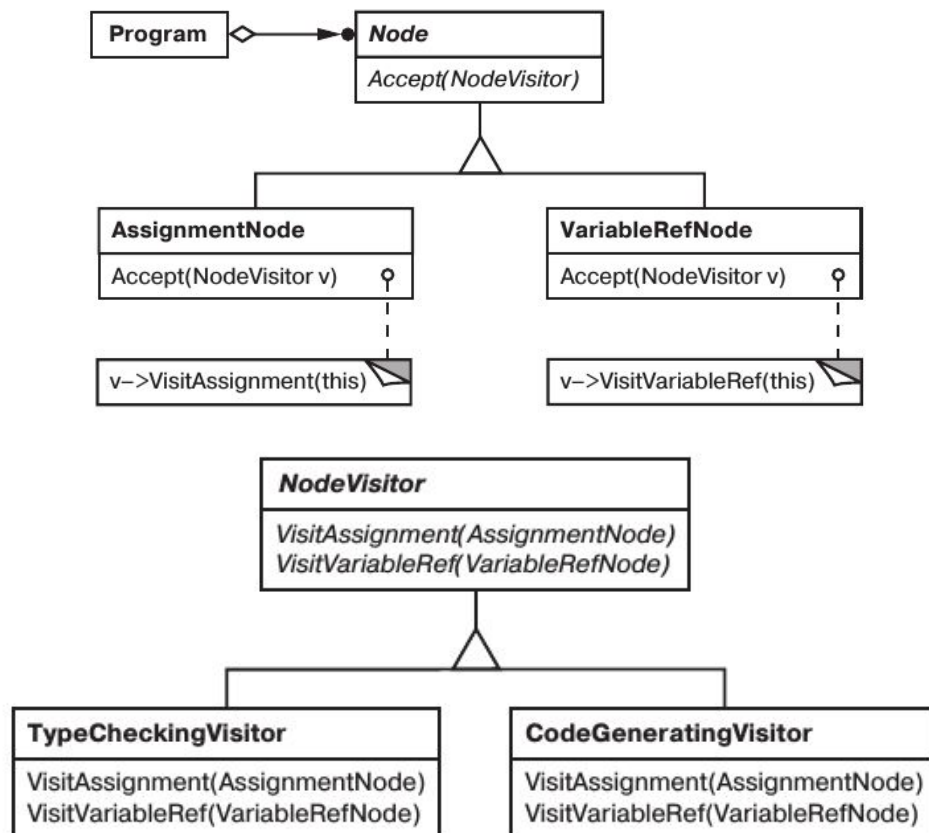 Program
Node
Accept(NodeVisitor)
AssignmentNode
Accept(NodeVisitor v)
v–>VisitAssignment(this)
VariableRefNode
Accept(NodeVisitor v)
v–>VisitVariableRef(this)
NodeVisitor
VisitAssignment(AssignmentNode)
VisitVariableRef(VariableRefNode)
TypeCheckingVisitor
VisitAssignment(AssignmentNode)
VisitVariableRef(VariableRefNode)
CodeGeneratingVisitor
VisitAssignment(AssignmentNode)
VisitVariableRef(VariableRefNode)